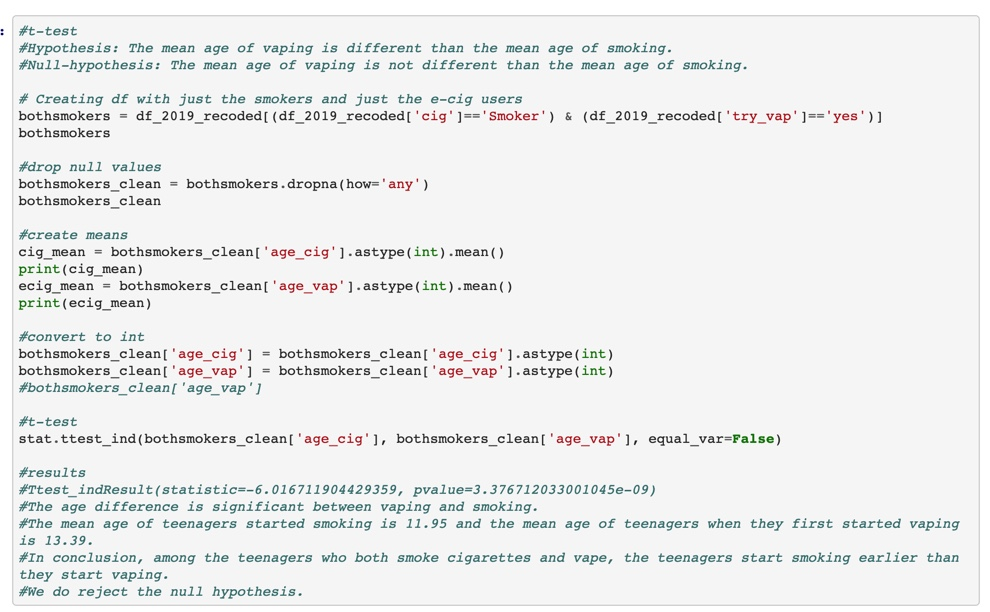 :
#t-test
#Hypothesis: The mean age of vaping is different than the mean age of smoking.
#Null-hypothesis: The mean age of vaping is not different than the mean age of smoking.
# Creating df with just the smokers and just the e-cig users
bothsmokers = df_2019_recoded[(df_2019_recoded['cig']=='Smoker') & (df_2019_recoded['try_vap']=='yes')]
bothsmokers
#drop null values
bothsmokers_clean = bothsmokers.dropna(how='any')
bothsmokers_clean
#create means
cig_mean = bothsmokers_clean['age_cig'].astype(int).mean()
print(cig_mean)
ecig_mean = bothsmokers_clean['age_vap'].astype(int).mean()
print(ecig_mean)
#convert to int
bothsmokers_clean['age_cig'] = bothsmokers_clean['age_cig'].astype(int)
bothsmokers_clean['age_vap'] = bothsmokers_clean['age_vap'].astype(int)
#bothsmokers_clean['age_vap']
#t-test
stat.ttest_ind(bothsmokers_clean['age_cig'], bothsmokers_clean['age_vap'], equal_var=False)
#results
#Ttest_indResult(statistic=-6.016711904429359, pvalue=3.376712033001045e-09)
#The age difference is significant between vaping and smoking.
#The mean age of teenagers started smoking is 11.95 and the mean age of teenagers when they first started vaping
is 13.39.
#In conclusion, among the teenagers who both smoke cigarettes and vape, the teenagers start smoking earlier than
they start vaping.
#We do reject the null hypothesis.